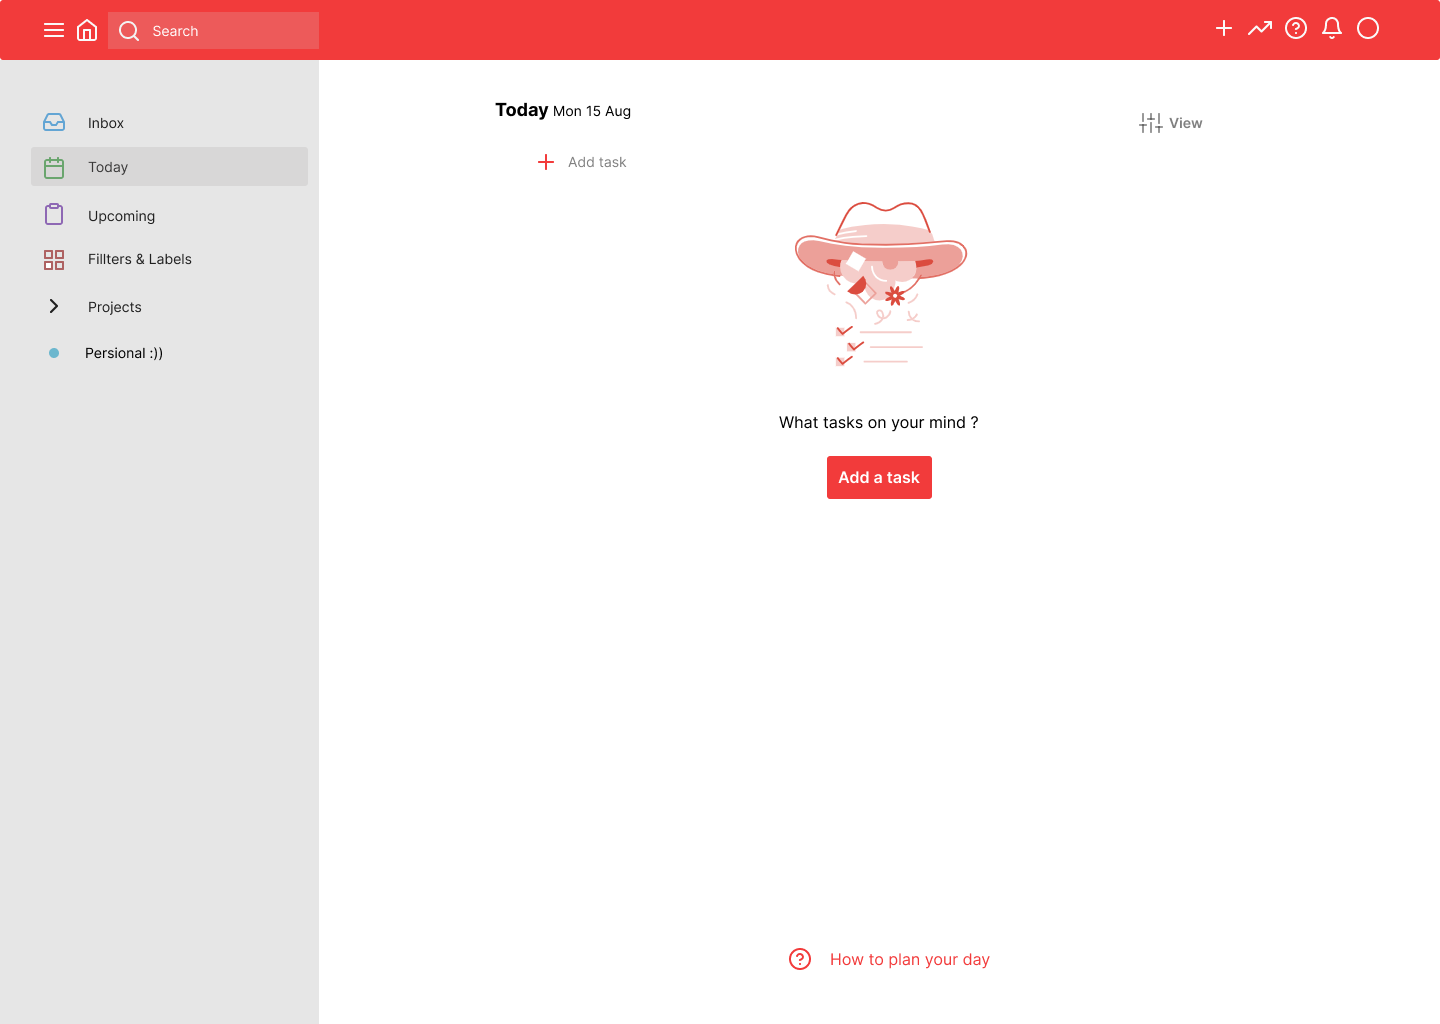 Search
Inbox
Today
Upcoming
Fillters & Labels
Projects
Persional :))
Today Mon 15 Aug
View
Add task
What tasks on your mind ?
Add a task
How to plan your day